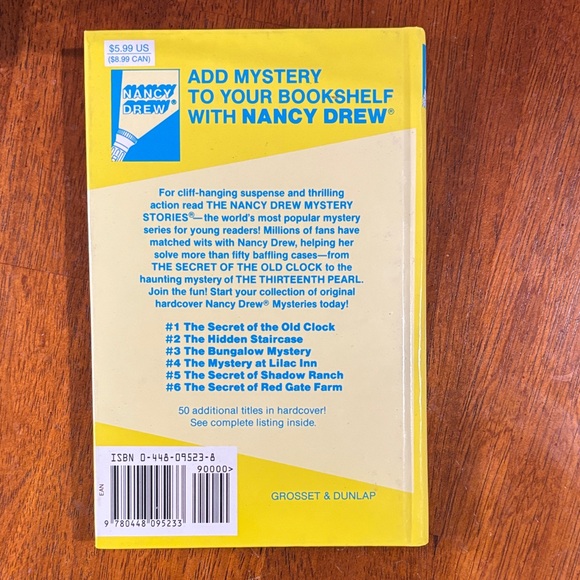 $5.99 US
($8.99 CAN)
NANCY
DREW®
ADD MYSTERY
TO YOUR BOOKSHELF
WITH NANCY DREW®
For cliff-hanging suspense and thrilling
action read THE NANCY DREW MYSTERY
STORIES®—the world's most popular mystery
series for young readers! Millions of fans have
matched wits with Nancy Drew, helping her
solve more than fifty baffling cases—from
THE SECRET OF THE OLD CLOCK to the
haunting mystery of THE THIRTEENTH PEARL.
Join the fun! Start your collection of original
hardcover Nancy Drew® Mysteries today!
#1 The Secret of the Old Clock
#2 The Hidden Staircase
#3 The Bungalow Mystery
#4 The Mystery at Lilac Inn
#5 The Secret of Shadow Ranch
#6 The Secret of Red Gate Farm
50 additional titles in hardcover!
See complete listing inside.
ISBN 0-448-09523-8
90000>
EAN
9 780448 095233
GROSSET & DUNLAP